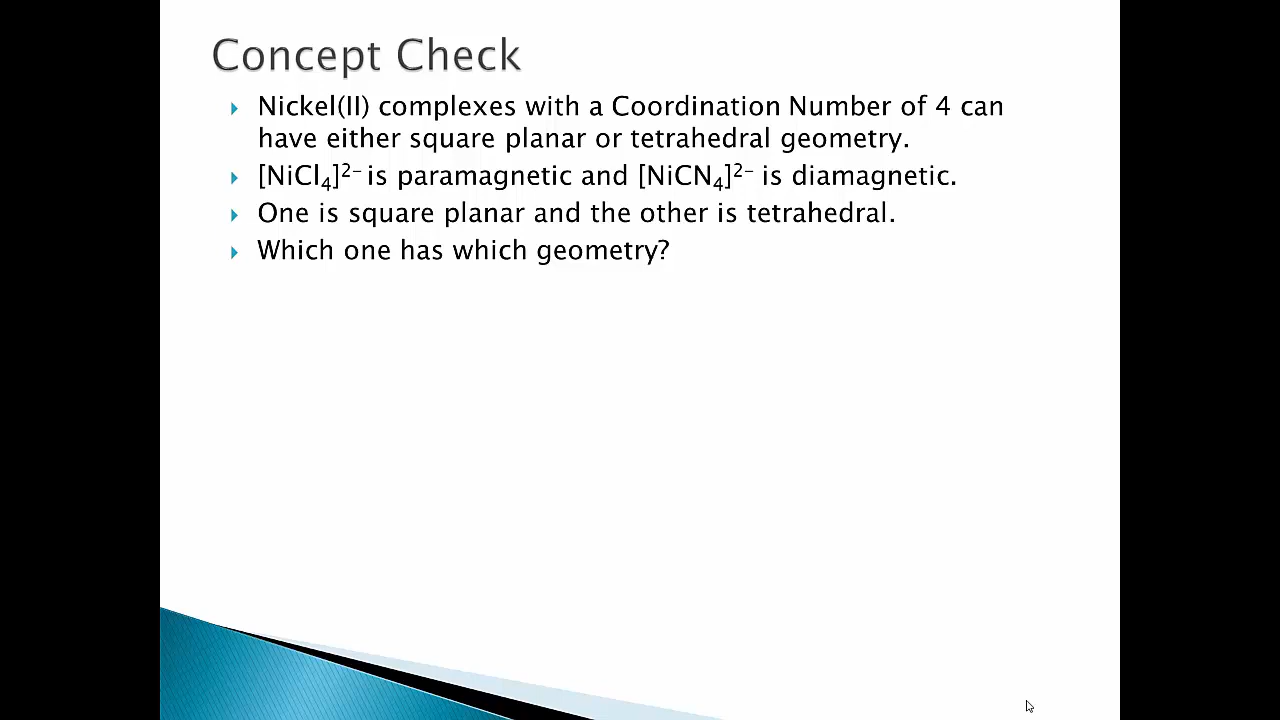 Concept Check
Nickel(II) complexes with a Coordination Number of 4 can
have either square planar or tetrahedral geometry.
[NiCl₄]²⁻ is paramagnetic and [NiCN₄]²⁻ is diamagnetic.
One is square planar and the other is tetrahedral.
Which one has which geometry?